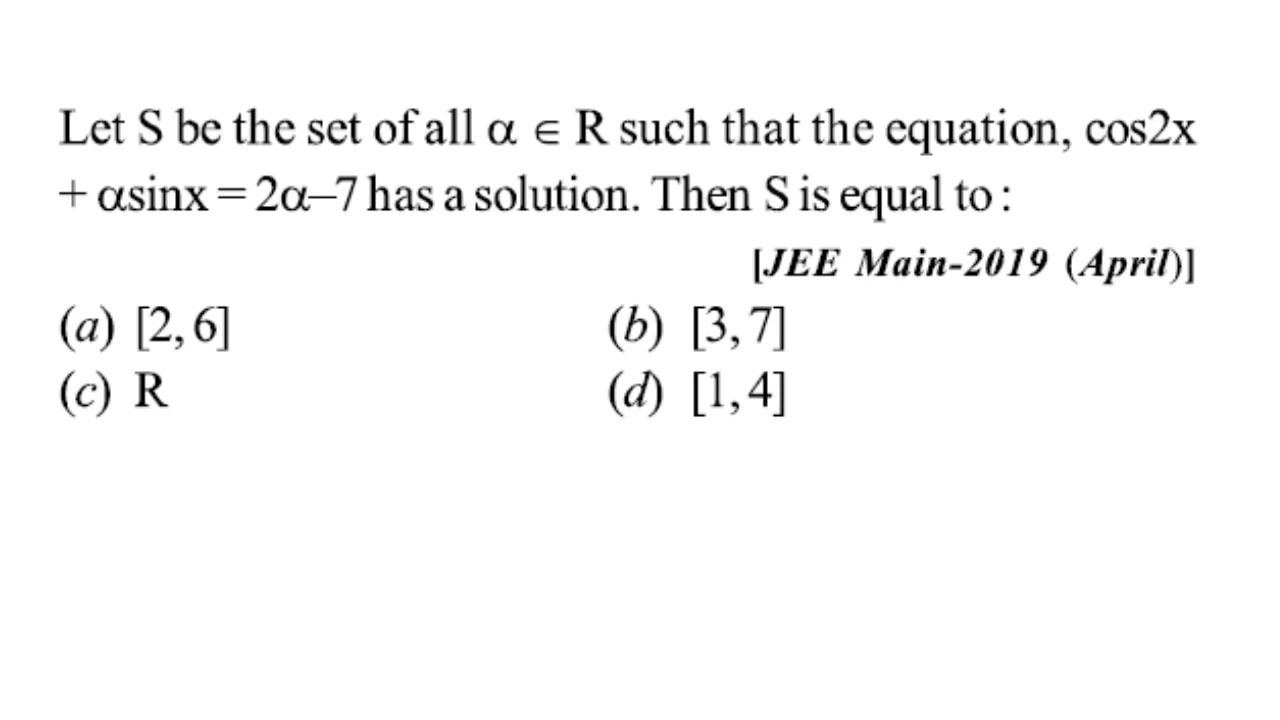 Let S be the set of all α ∈ R such that the equation, cos2x
+ αsinx = 2α–7 has a solution. Then S is equal to :
[JEE Main-2019 (April)]
(a) [2, 6] (b) [3, 7]
(c) R (d) [1, 4]